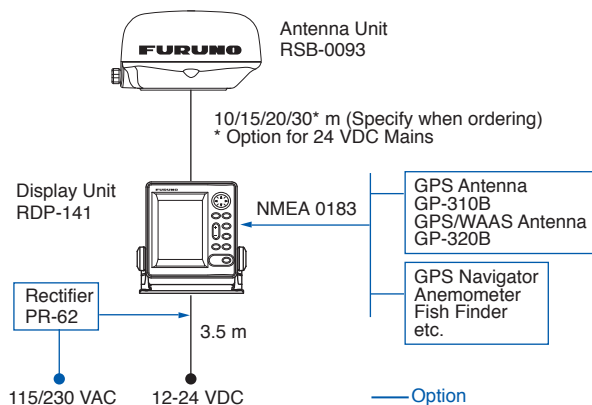 Antenna Unit
RSB-0093
FURUNO
10/15/20/30* m (Specify when ordering)
* Option for 24 VDC Mains
Display Unit
RDP-141
FURUNO
NMEA 0183
GPS Antenna
GP-310B
GPS/WAAS Antenna
GP-320B
GPS Navigator
Anemometer
Fish Finder
etc.
Rectifier
PR-62
3.5 m
115/230 VAC
12-24 VDC
Option